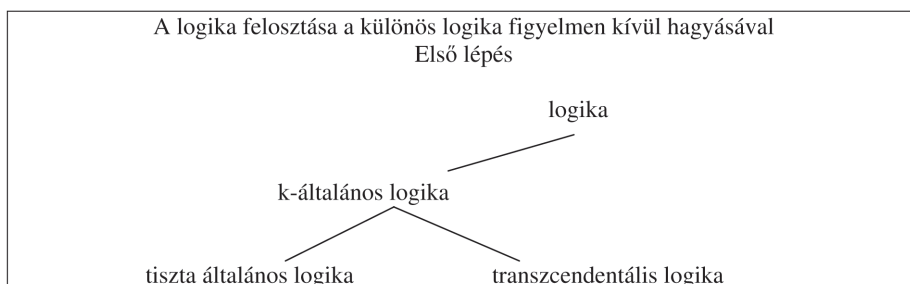 A logika felosztása a különös logika figyelmen kívül hagyásával
Első lépés
logika
k-általános logika
tiszta általános logika transzcendentális logika